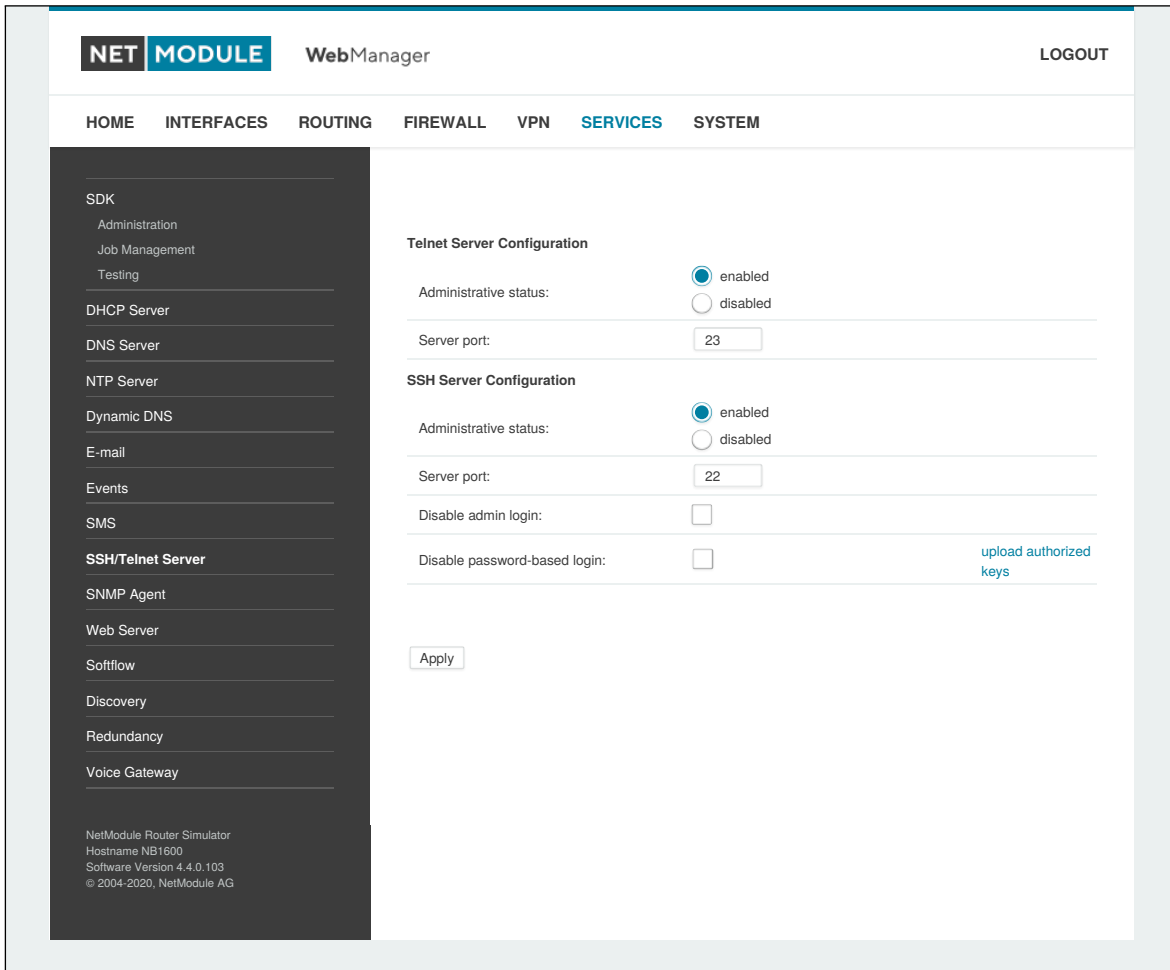 NET MODULE WebManager LOGOUT
HOME INTERFACES ROUTING FIREWALL VPN SERVICES SYSTEM
SDK
Administration
Job Management
Testing
DHCP Server
DNS Server
NTP Server
Dynamic DNS
E-mail
Events
SMS
SSH/Telnet Server
SNMP Agent
Web Server
Softflow
Discovery
Redundancy
Voice Gateway
NetModule Router Simulator
Hostname NB1600
Software Version 4.4.0.103
© 2004-2020, NetModule AG
Telnet Server Configuration
Administrative status:
enabled
disabled
Server port: 23
SSH Server Configuration
Administrative status:
enabled
disabled
Server port: 22
Disable admin login:
Disable password-based login:
upload authorized
keys
Apply